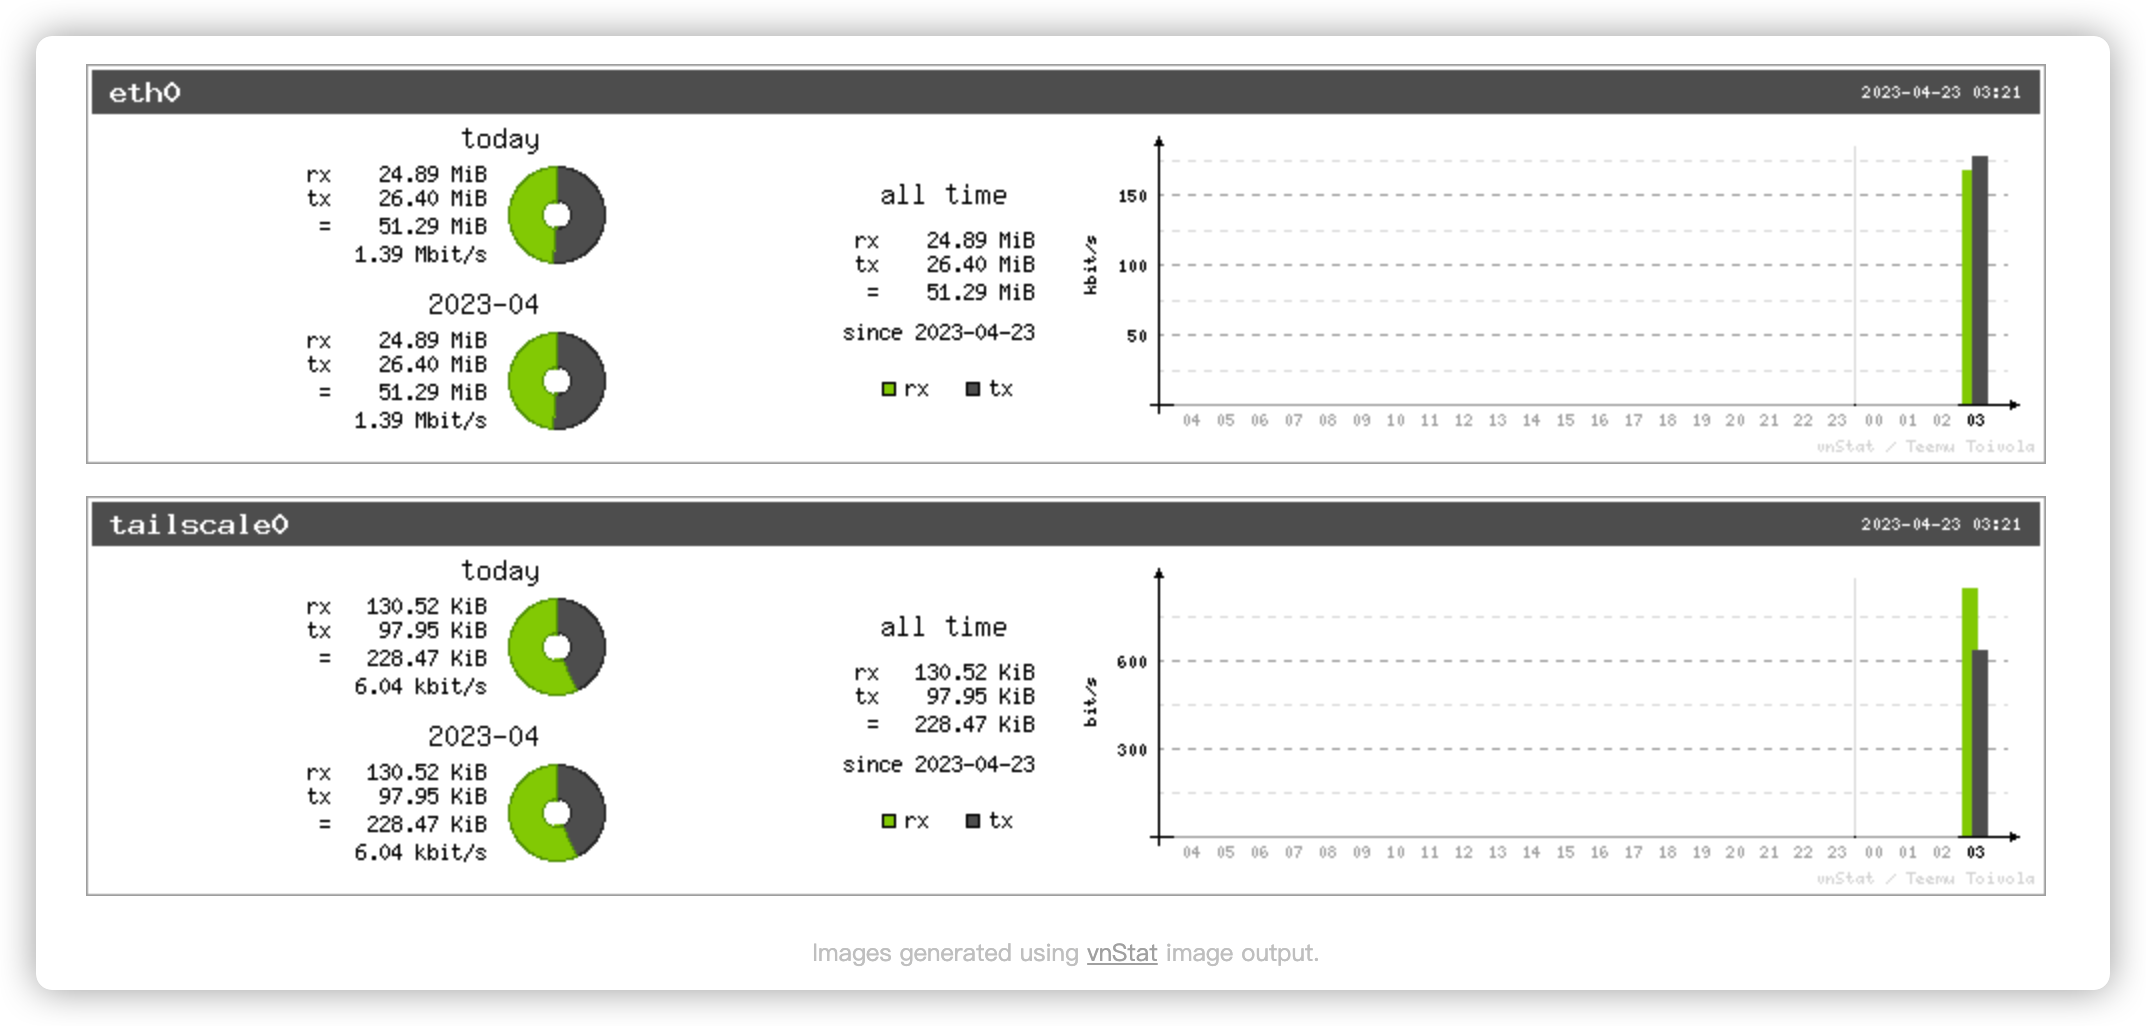 eth0 2023-04-23 03:21
today
rx 24.89 MiB
tx 26.40 MiB
= 51.29 MiB
1.39 Mbit/s
2023-04
rx 24.89 MiB
tx 26.40 MiB
= 51.29 MiB
1.39 Mbit/s
all time
rx 24.89 MiB
tx 26.40 MiB
= 51.29 MiB
since 2023-04-23
rx tx
kbit/s
150
100
50
04 05 06 07 08 09 10 11 12 13 14 15 16 17 18 19 20 21 22 23 00 01 02 03
vnStat / Teemu Toivola
tailscale0 2023-04-23 03:21
today
rx 130.52 KiB
tx 97.95 KiB
= 228.47 KiB
6.04 kbit/s
2023-04
rx 130.52 KiB
tx 97.95 KiB
= 228.47 KiB
6.04 kbit/s
all time
rx 130.52 KiB
tx 97.95 KiB
= 228.47 KiB
since 2023-04-23
rx tx
bit/s
600
300
04 05 06 07 08 09 10 11 12 13 14 15 16 17 18 19 20 21 22 23 00 01 02 03
vnStat / Teemu Toivola
Images generated using vnStat image output.